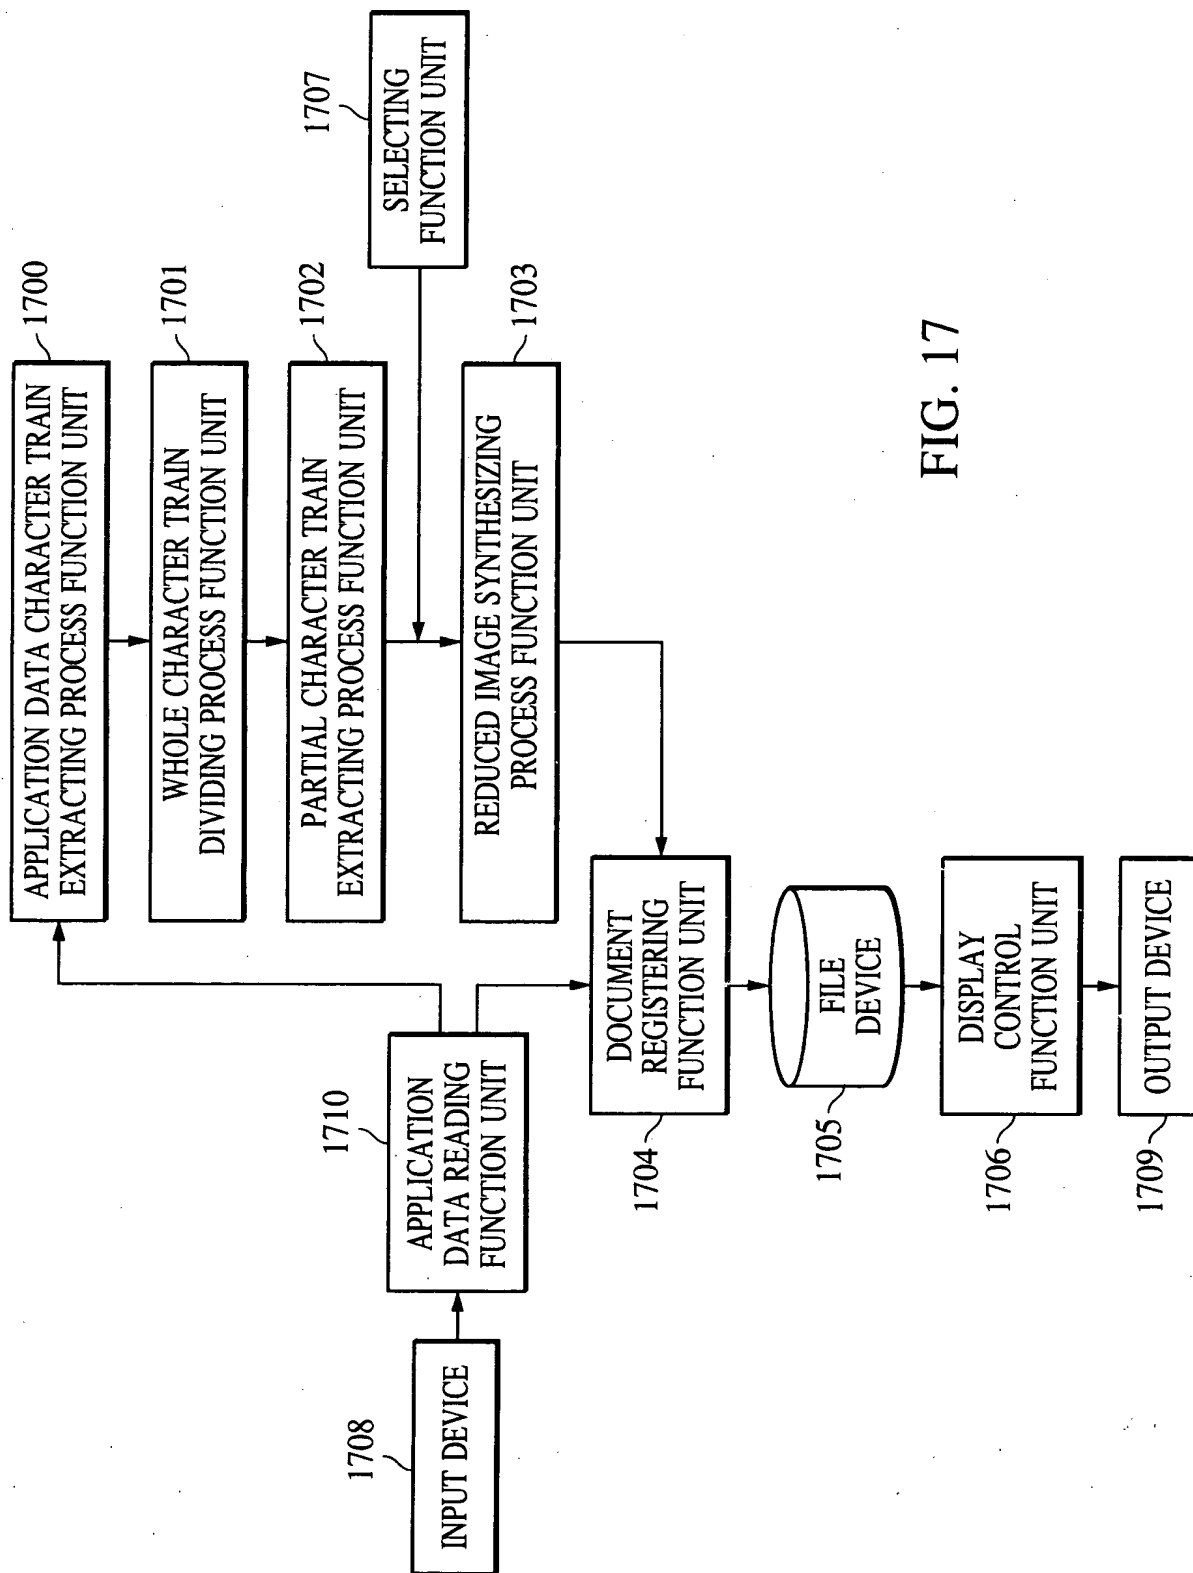 1700
APPLICATION DATA CHARACTER TRAIN
EXTRACTING PROCESS FUNCTION UNIT
1701
WHOLE CHARACTER TRAIN
DIVIDING PROCESS FUNCTION UNIT
1702
PARTIAL CHARACTER TRAIN
EXTRACTING PROCESS FUNCTION UNIT
1707
SELECTING
FUNCTION UNIT
1703
REDUCED IMAGE SYNTHESIZING
PROCESS FUNCTION UNIT
1708
INPUT DEVICE
1710
APPLICATION
DATA READING
FUNCTION UNIT
DOCUMENT
REGISTERING
FUNCTION UNIT
1704
FILE
DEVICE
1705
DISPLAY
CONTROL
FUNCTION UNIT
1706
OUTPUT DEVICE
1709
FIG. 17